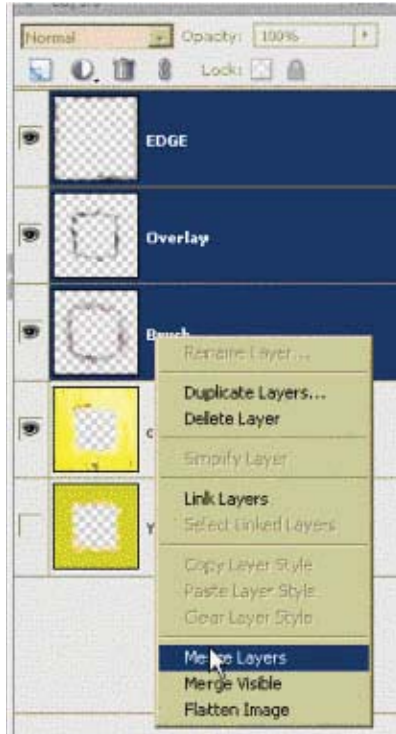 Normal Opacity: 100%
Lock:
EDGE
Overlay
Brush
Rename Layer...
Duplicate Layers...
Delete Layer
Simplify Layer
Link Layers
Select Linked Layers
Copy Layer Style
Paste Layer Style
Clear Layer Style
Merge Layers
Merge Visible
Flatten Image